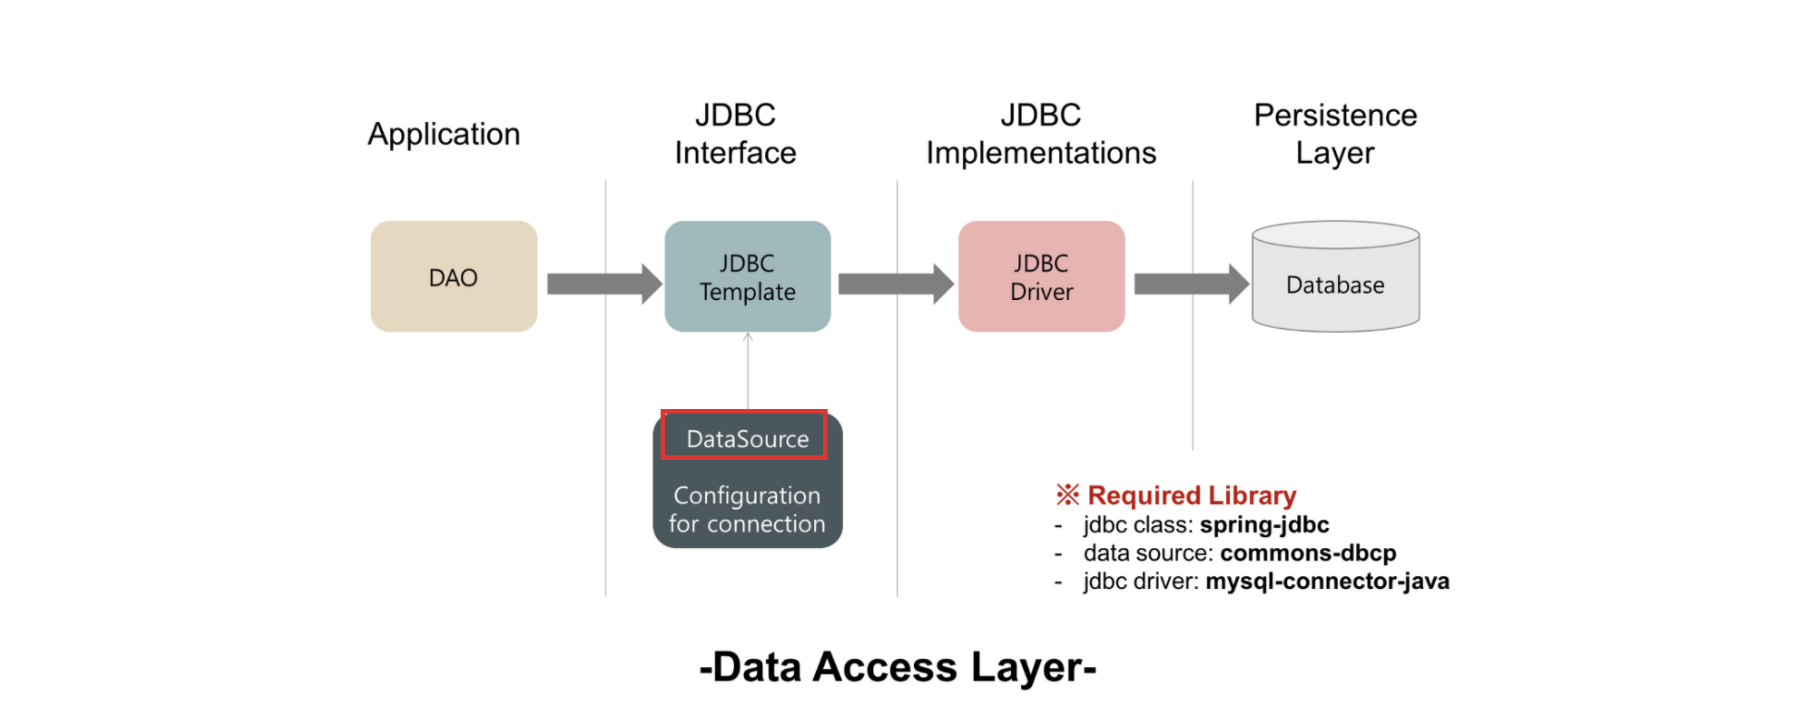 Application
JDBC
Interface
JDBC
Implementations
Persistence
Layer
DAO
JDBC
Template
JDBC
Driver
Database
DataSource
Configuration
for connection
※ Required Library
- jdbc class: spring-jdbc
- data source: commons-dbcp
- jdbc driver: mysql-connector-java
-Data Access Layer-